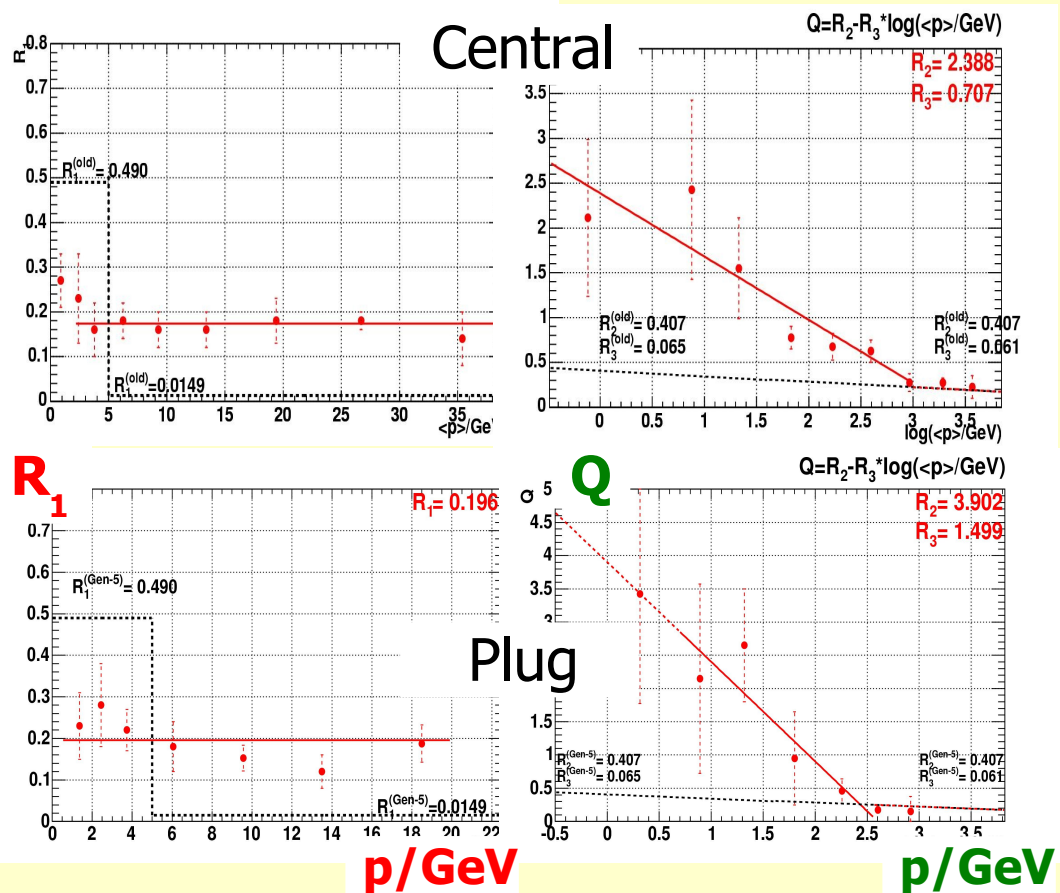 Central
R1
0.8
0.7
0.6
0.5
0.4
0.3
0.2
0.1
0
R1(old)= 0.490
R1(old)=0.0149
0 5 10 15 20 25 30 35
<p>/GeV
Q=R2-R3*log(<p>/GeV)
R2= 2.388
R3= 0.707
3.5
3
2.5
2
1.5
1
0.5
0
R2(old)= 0.407
R3(old)= 0.065
R2(old)= 0.407
R3(old)= 0.061
0 0.5 1 1.5 2 2.5 3 3.5
log(<p>/GeV)
R1
R1= 0.196
0.7
0.6
0.5
0.4
0.3
0.2
0.1
0
R1(Gen-5)= 0.490
R1(Gen-5)=0.0149
0 2 4 6 8 10 12 14 16 18 20 22
p/GeV
Plug
Q
Q=R2-R3*log(<p>/GeV)
Q
R2= 3.902
R3= 1.499
5
4.5
4
3.5
3
1.5
1
0.5
0
R2(Gen-5)= 0.407
R3(Gen-5)= 0.065
R2(Gen-5)= 0.407
R3(Gen-5)= 0.061
-0.5 0 0.5 1 1.5 2 2.5 3 3.5
p/GeV